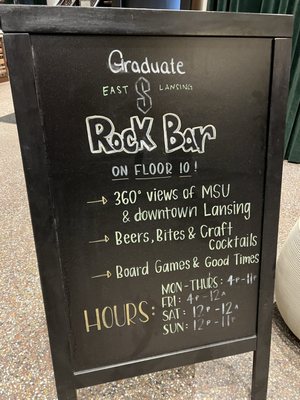 Graduate
EAST S LANSING
ROCK BAR
ON FLOOR 10!
→ 360° views of MSU
& downtown Lansing
→ Beers, Bites & Craft
Cocktails
→ Board Games & Good Times
HOURS:
MON-THURS: 4P-11P
FRI: 4P-12A
SAT: 12P-12A
SUN: 12P-11P